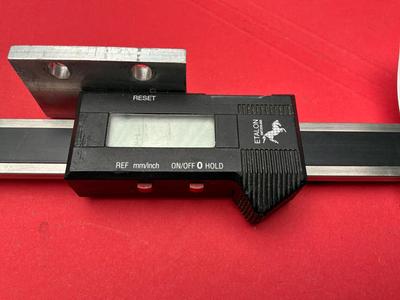 RESET
ETALON
REF mm/inch ON/OFF 0 HOLD